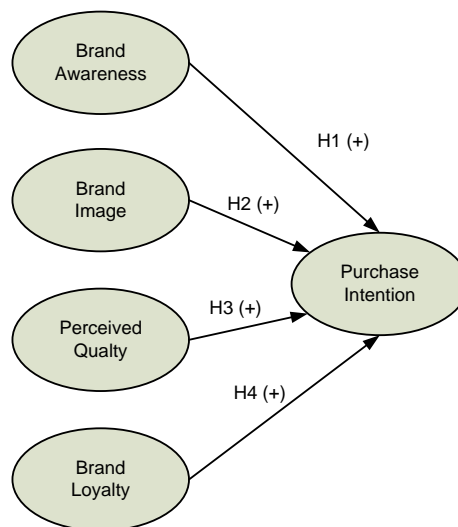 Brand
Awareness
H1 (+)
Brand
Image
H2 (+)
Purchase
Intention
Perceived
Qualty
H3 (+)
H4 (+)
Brand
Loyalty